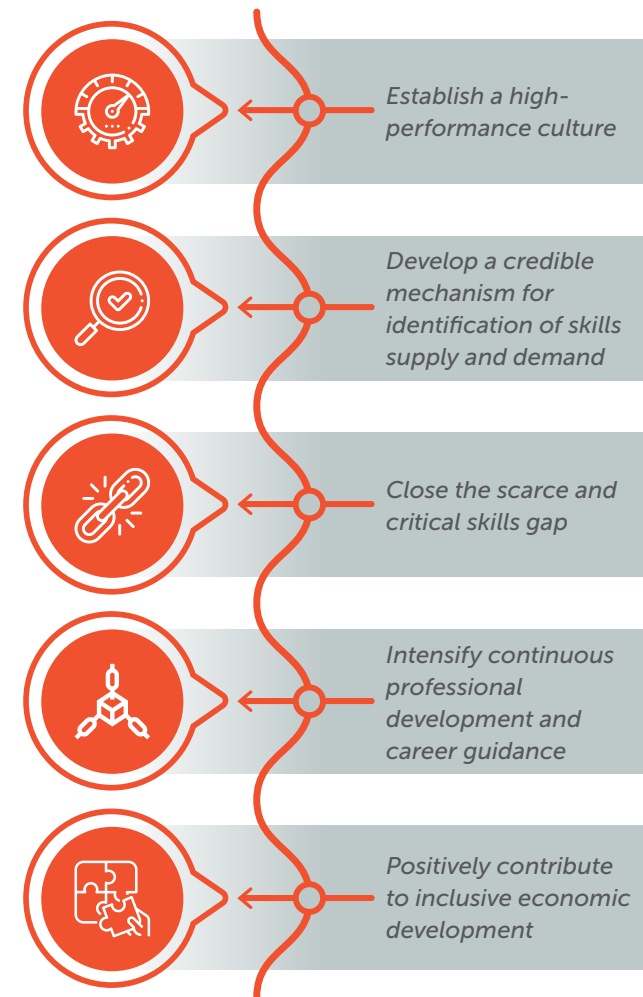 Establish a high-
performance culture
Develop a credible
mechanism for
identification of skills
supply and demand
Close the scarce and
critical skills gap
Intensify continuous
professional
development and
career guidance
Positively contribute
to inclusive economic
development